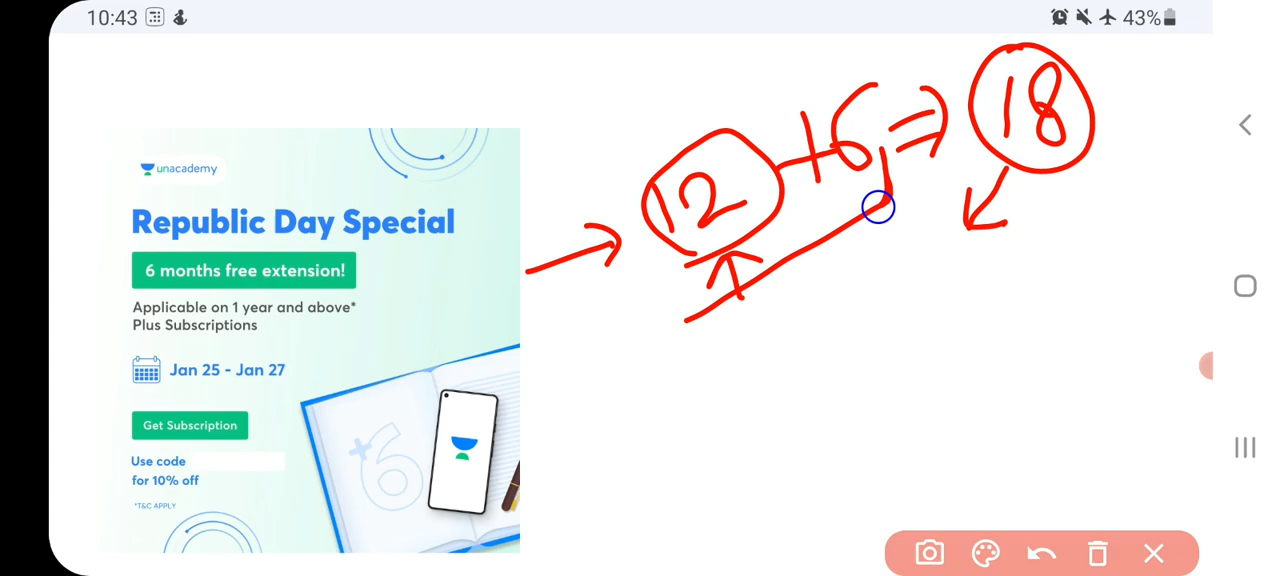 10:43
43%
unacademy
Republic Day Special
6 months free extension!
Applicable on 1 year and above*
Plus Subscriptions
Jan 25 - Jan 27
Get Subscription
Use code
for 10% off
*T&C APPLY
+6
12 + 6 ⇒ 18